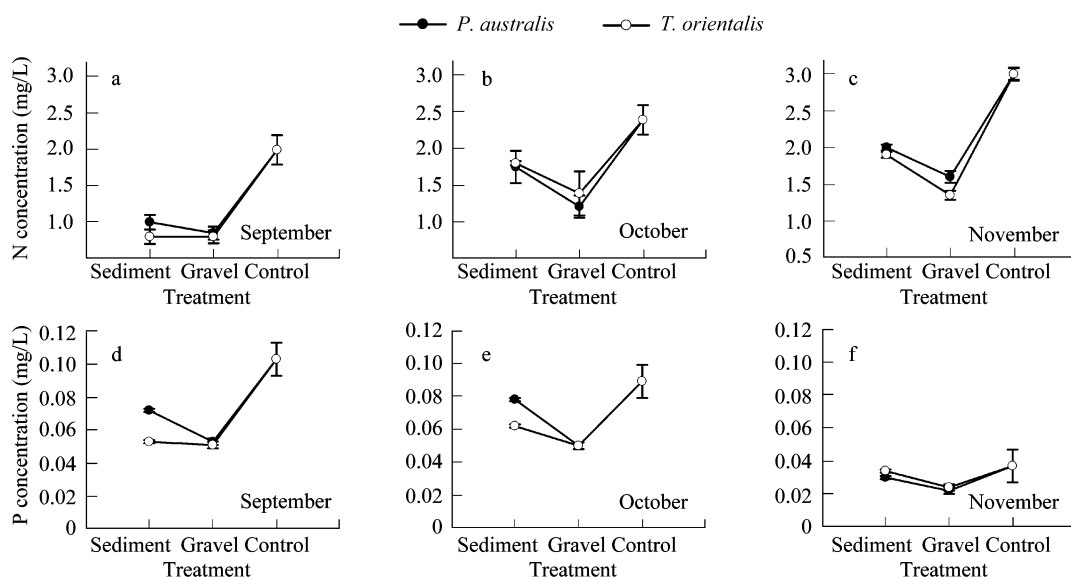 P. australis T. orientalis
N concentration (mg/L)
a
3.0
2.5
2.0
1.5
1.0
September
Sediment Gravel Control
Treatment
b
3.0
2.5
2.0
1.5
1.0
October
Sediment Gravel Control
Treatment
c
3.0
2.5
2.0
1.5
1.0
0.5
November
Sediment Gravel Control
Treatment
P concentration (mg/L)
d
0.12
0.10
0.08
0.06
0.04
0.02
0
September
Sediment Gravel Control
Treatment
e
0.12
0.10
0.08
0.06
0.04
0.02
0
October
Sediment Gravel Control
Treatment
f
0.12
0.10
0.08
0.06
0.04
0.02
0
November
Sediment Gravel Control
Treatment